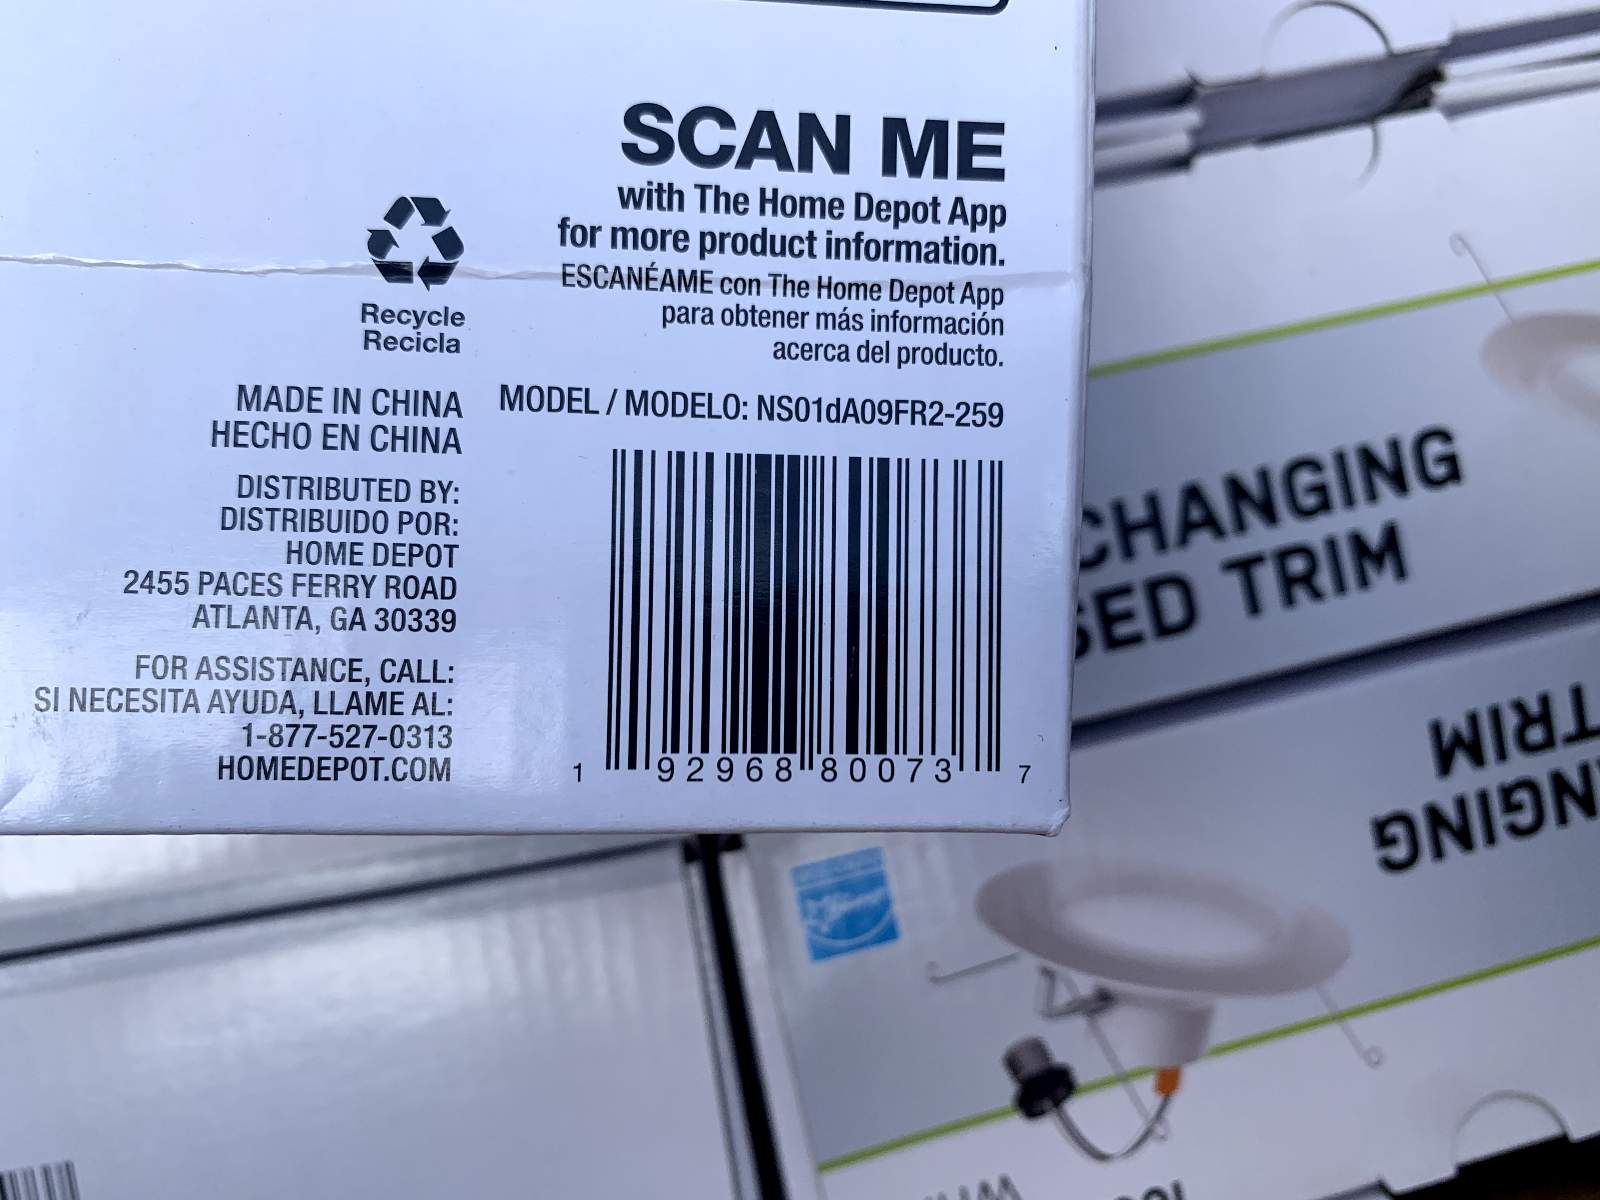 SCAN ME
with The Home Depot App
for more product information.
ESCANÉAME con The Home Depot App
para obtener más información
acerca del producto.
Recycle
Recicla
MADE IN CHINA
HECHO EN CHINA
MODEL / MODELO: NS01dA09FR2-259
DISTRIBUTED BY:
DISTRIBUIDO POR:
HOME DEPOT
2455 PACES FERRY ROAD
ATLANTA, GA 30339
FOR ASSISTANCE, CALL:
SI NECESITA AYUDA, LLAME AL:
1-877-527-0313
HOMEDEPOT.COM
1 92968 80073 7
CHANGING
SED TRIM
TRIM
NGING